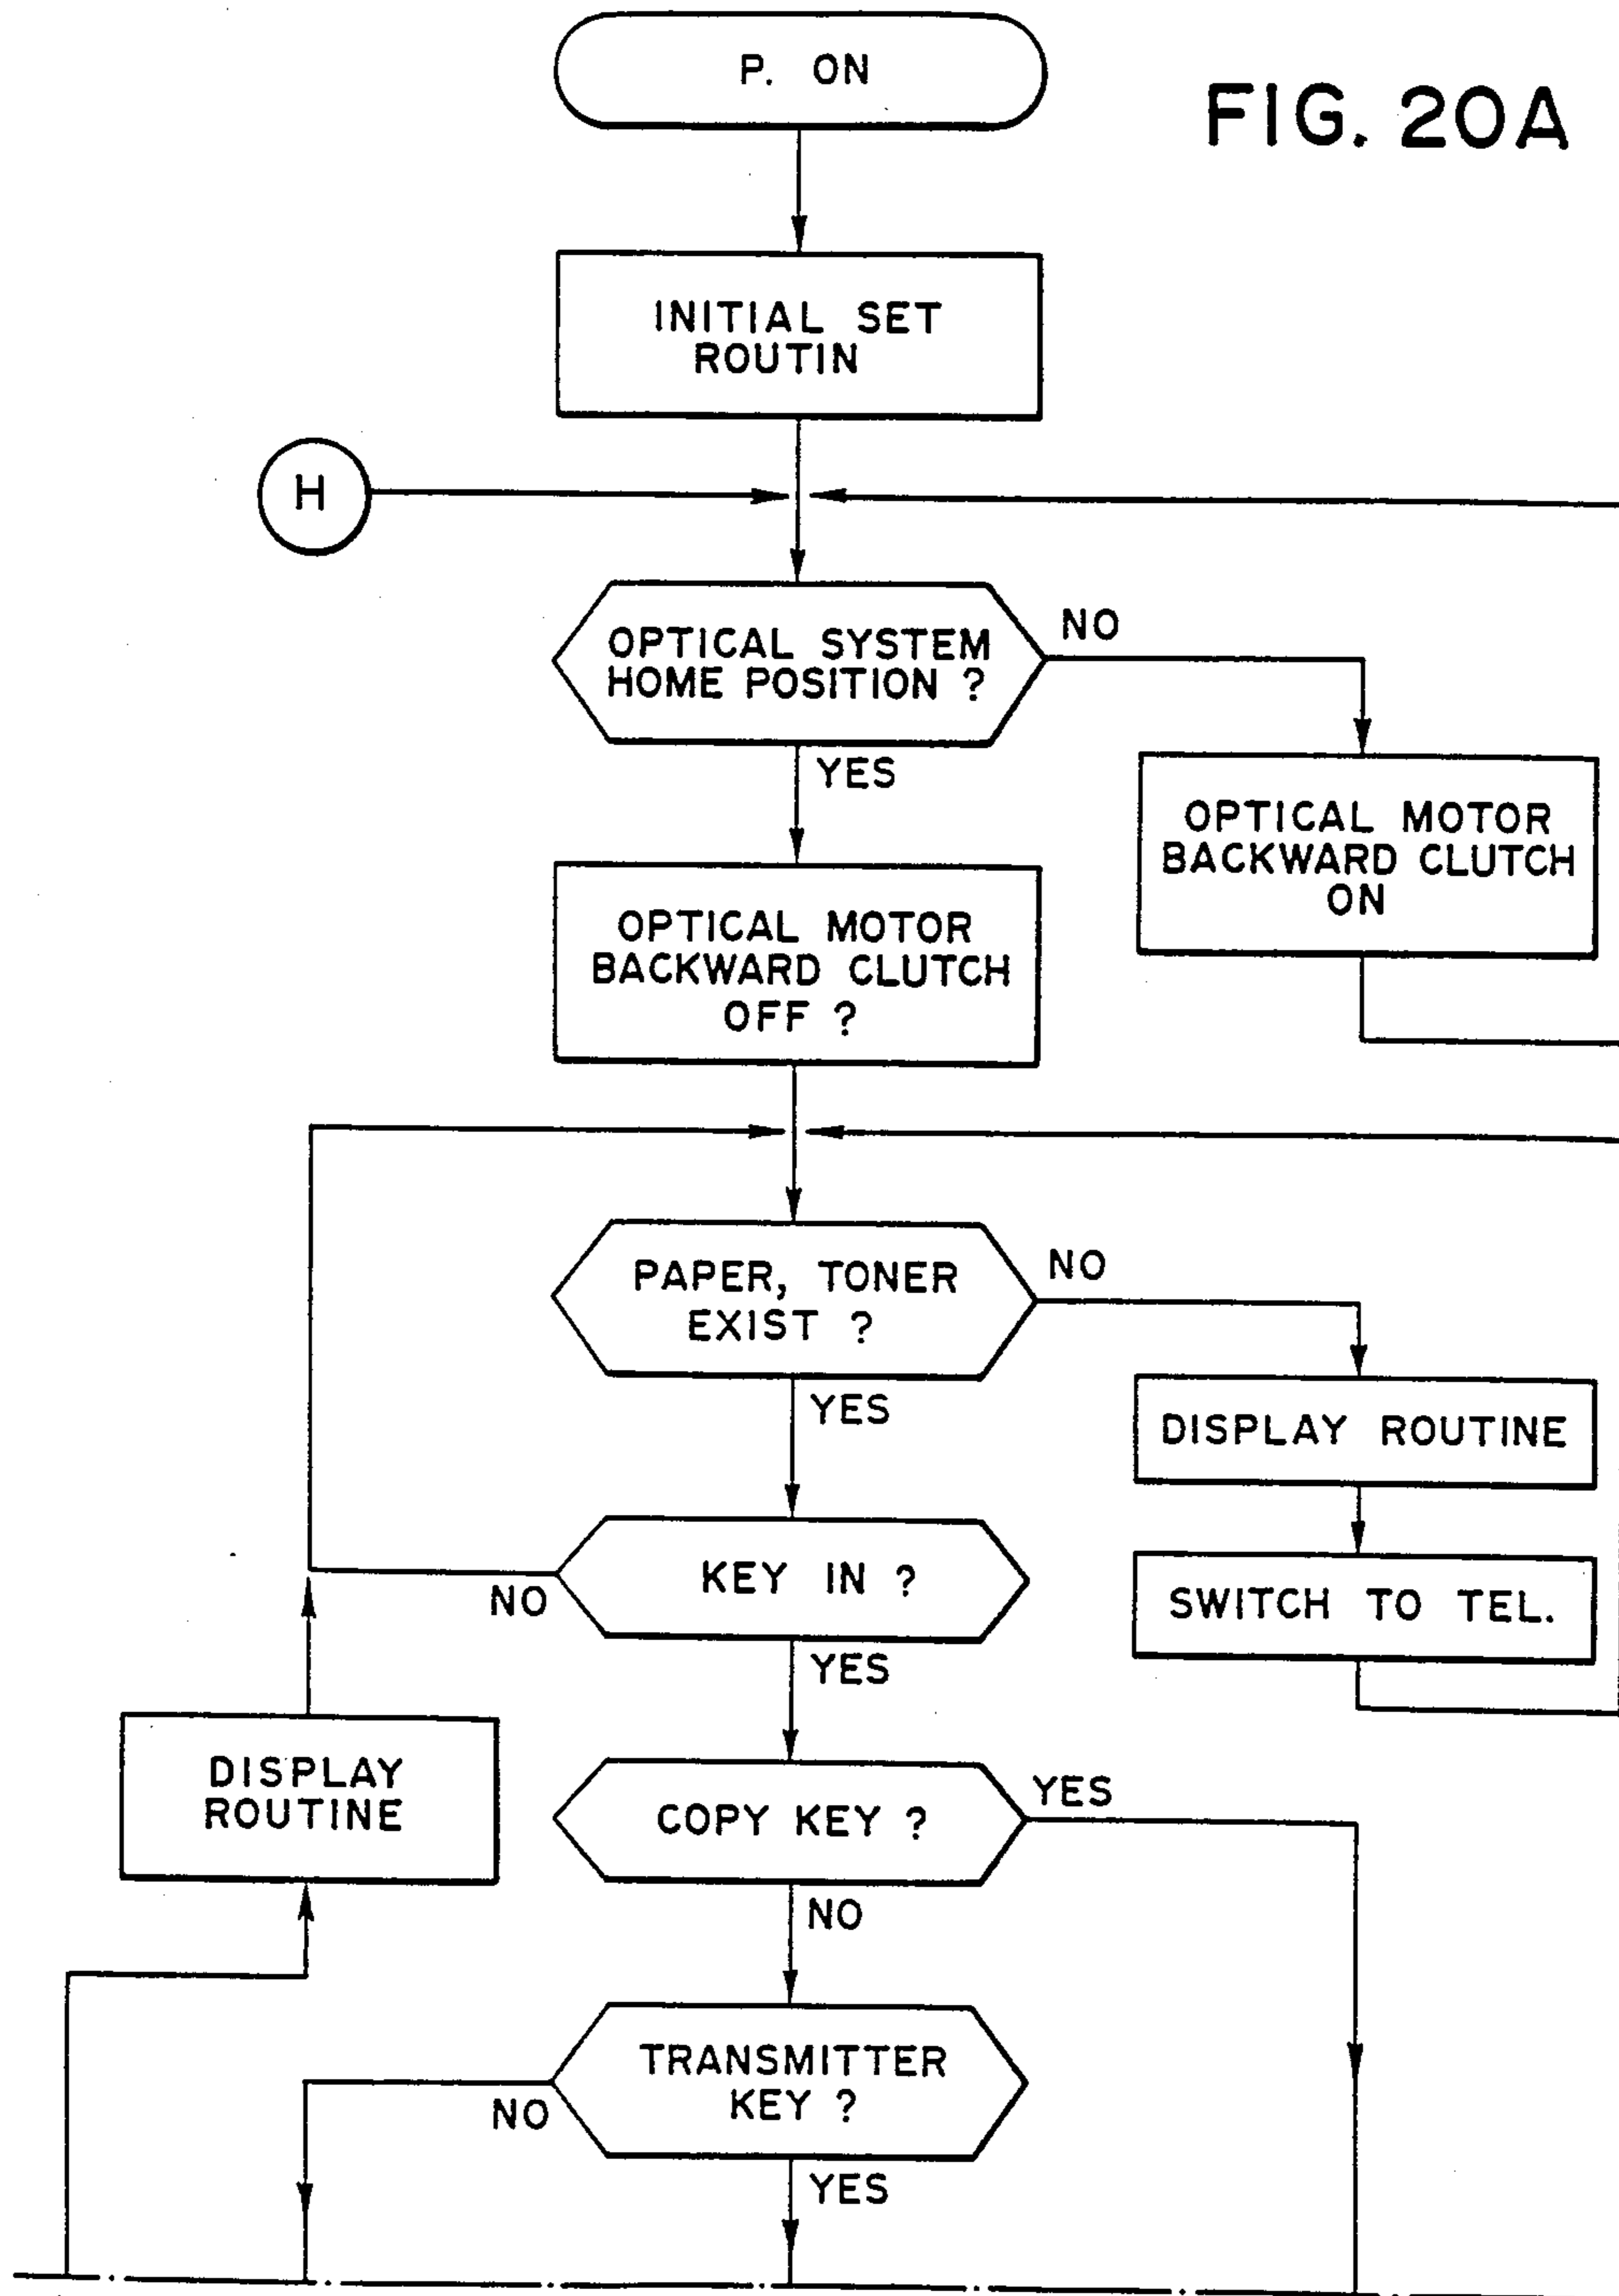 P. ON
FIG. 20A
INITIAL SET
ROUTIN
H
OPTICAL SYSTEM
HOME POSITION ?
NO
YES
OPTICAL MOTOR
BACKWARD CLUTCH
ON
OPTICAL MOTOR
BACKWARD CLUTCH
OFF ?
PAPER, TONER
EXIST ?
NO
YES
DISPLAY ROUTINE
KEY IN ?
NO
YES
SWITCH TO TEL.
DISPLAY
ROUTINE
COPY KEY ?
YES
NO
TRANSMITTER
KEY ?
NO
YES